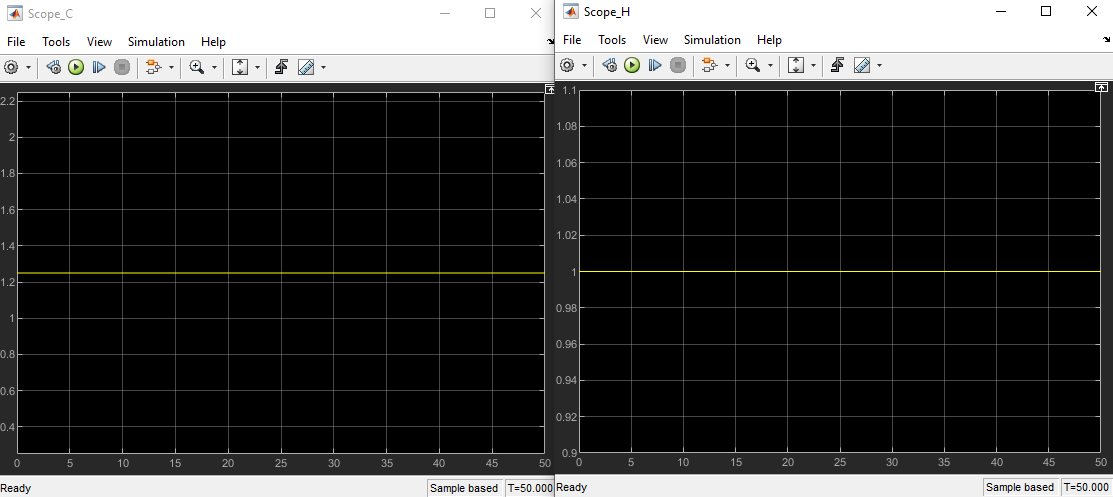 Scope_C
File Tools View Simulation Help
2.2
2
1.8
1.6
1.4
1.2
1
0.8
0.6
0.4
0 5 10 15 20 25 30 35 40 45 50
Ready Sample based T=50.000
Scope_H
File Tools View Simulation Help
1.1
1.08
1.06
1.04
1.02
1
0.98
0.96
0.94
0.92
0.9
0 5 10 15 20 25 30 35 40 45 50
Ready Sample based T=50.000